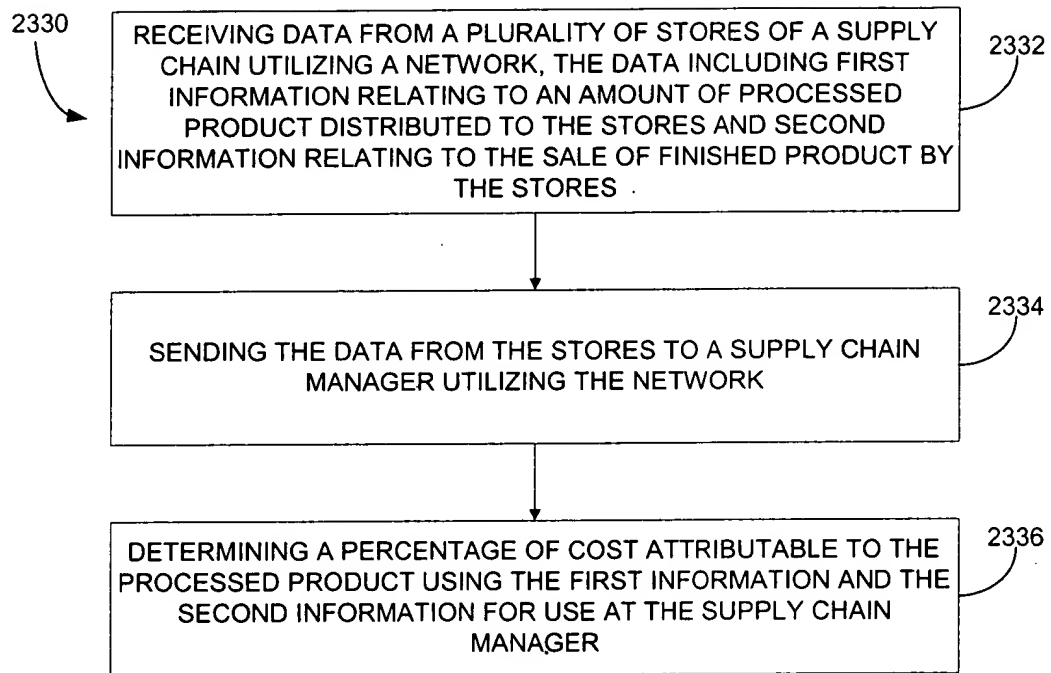 2330
RECEIVING DATA FROM A PLURALITY OF STORES OF A SUPPLY
CHAIN UTILIZING A NETWORK, THE DATA INCLUDING FIRST
INFORMATION RELATING TO AN AMOUNT OF PROCESSED
PRODUCT DISTRIBUTED TO THE STORES AND SECOND
INFORMATION RELATING TO THE SALE OF FINISHED PRODUCT BY
THE STORES
2332
SENDING THE DATA FROM THE STORES TO A SUPPLY CHAIN
MANAGER UTILIZING THE NETWORK
2334
DETERMINING A PERCENTAGE OF COST ATTRIBUTABLE TO THE
PROCESSED PRODUCT USING THE FIRST INFORMATION AND THE
SECOND INFORMATION FOR USE AT THE SUPPLY CHAIN
MANAGER
2336